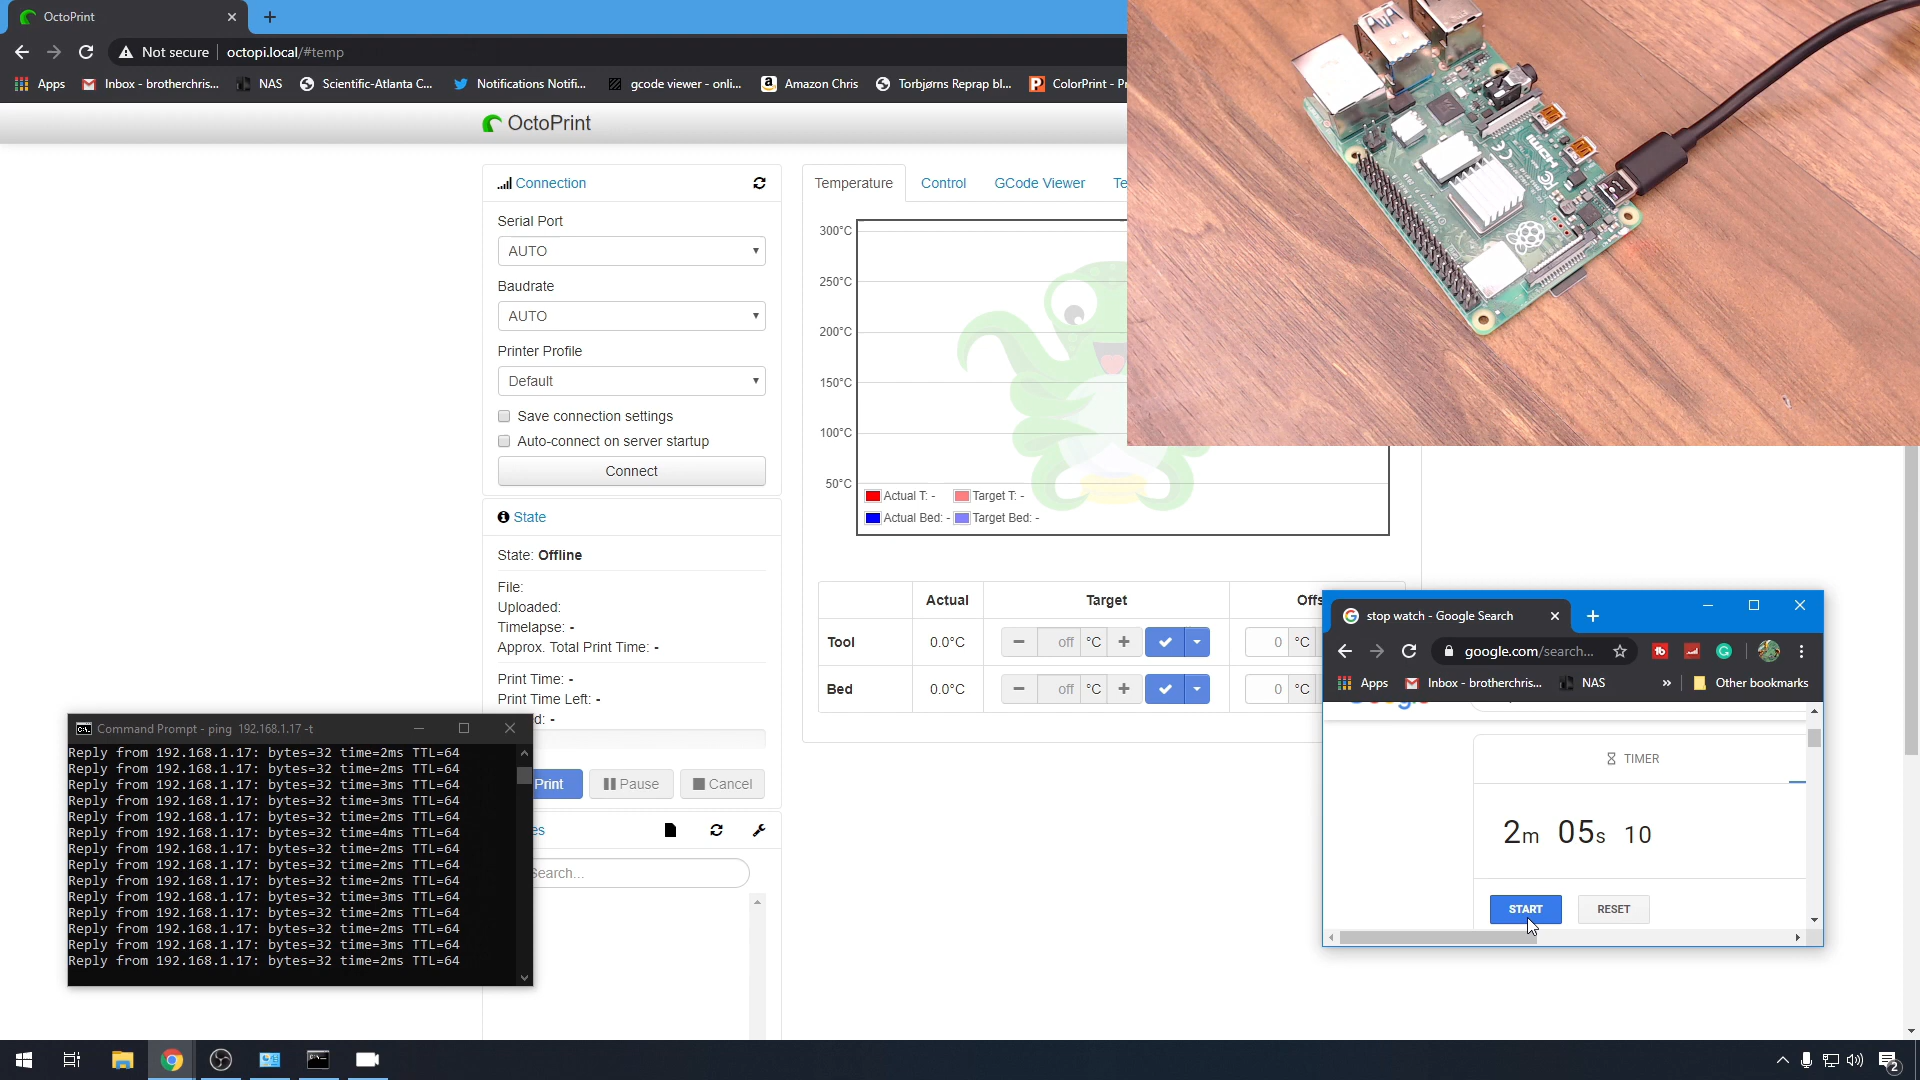 OctoPrint
Not secure octopi.local/#temp
Apps Inbox - brotherchris... NAS Scientific-Atlanta C... Notifications Notifi... gcode viewer - onli... Amazon Chris Torbjørns Reprap bl... ColorPrint - Pr
OctoPrint
Connection
Serial Port
AUTO
Baudrate
AUTO
Printer Profile
Default
Save connection settings
Auto-connect on server startup
Connect
State
State: Offline
File:
Uploaded:
Timelapse: -
Approx. Total Print Time: -
Print Time: -
Print Time Left: -
d: -
Print Pause Cancel
es
Search...
Temperature Control GCode Viewer Te
300°C
250°C
200°C
150°C
100°C
50°C
Actual T: - Target T: -
Actual Bed: - Target Bed: -
Actual Target Offs
Tool 0.0°C off °C 0 °C
Bed 0.0°C off °C 0 °C
HDMI
FC
Command Prompt - ping 192.168.1.17 -t
Reply from 192.168.1.17: bytes=32 time=2ms TTL=64
Reply from 192.168.1.17: bytes=32 time=2ms TTL=64
Reply from 192.168.1.17: bytes=32 time=3ms TTL=64
Reply from 192.168.1.17: bytes=32 time=3ms TTL=64
Reply from 192.168.1.17: bytes=32 time=2ms TTL=64
Reply from 192.168.1.17: bytes=32 time=4ms TTL=64
Reply from 192.168.1.17: bytes=32 time=2ms TTL=64
Reply from 192.168.1.17: bytes=32 time=2ms TTL=64
Reply from 192.168.1.17: bytes=32 time=2ms TTL=64
Reply from 192.168.1.17: bytes=32 time=3ms TTL=64
Reply from 192.168.1.17: bytes=32 time=2ms TTL=64
Reply from 192.168.1.17: bytes=32 time=2ms TTL=64
Reply from 192.168.1.17: bytes=32 time=3ms TTL=64
Reply from 192.168.1.17: bytes=32 time=2ms TTL=64
stop watch - Google Search
google.com/search...
Apps Inbox - brotherchris... NAS » Other bookmarks
TIMER
2m 05s 10
START RESET
2